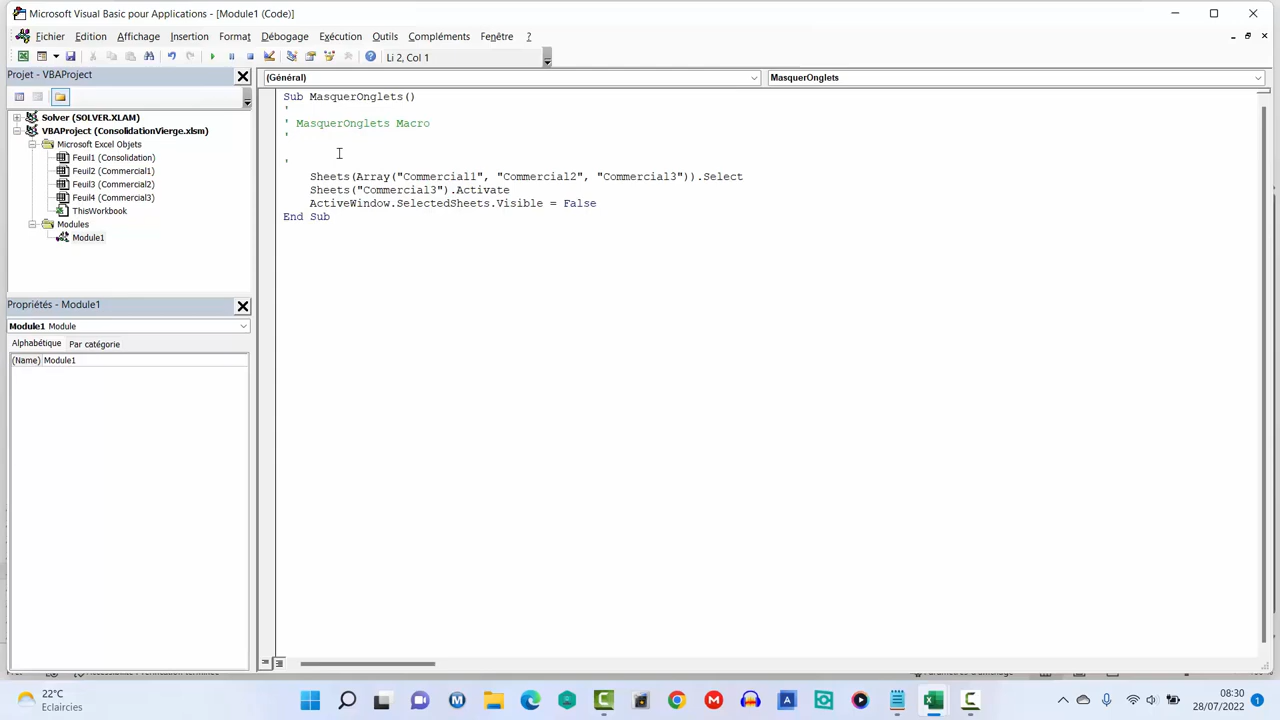 Microsoft Visual Basic pour Applications - [Module1 (Code)]
Fichier Edition Affichage Insertion Format Débogage Exécution Outils Compléments Fenêtre ?
Li 2, Col 1
Projet - VBAProject
(Général) MasquerOnglets
Solver (SOLVER.XLAM)
VBAProject (ConsolidationVierge.xlsm)
Microsoft Excel Objets
Feuil1 (Consolidation)
Feuil2 (Commercial1)
Feuil3 (Commercial2)
Feuil4 (Commercial3)
ThisWorkbook
Modules
Module1
Propriétés - Module1
Module1 Module
Alphabétique Par catégorie
(Name) Module1
Sub MasquerOnglets()
'
' MasquerOnglets Macro
'
'
Sheets(Array("Commercial1", "Commercial2", "Commercial3")).Select
Sheets("Commercial3").Activate
ActiveWindow.SelectedSheets.Visible = False
End Sub
22°C
Eclaircies
08:30
28/07/2022